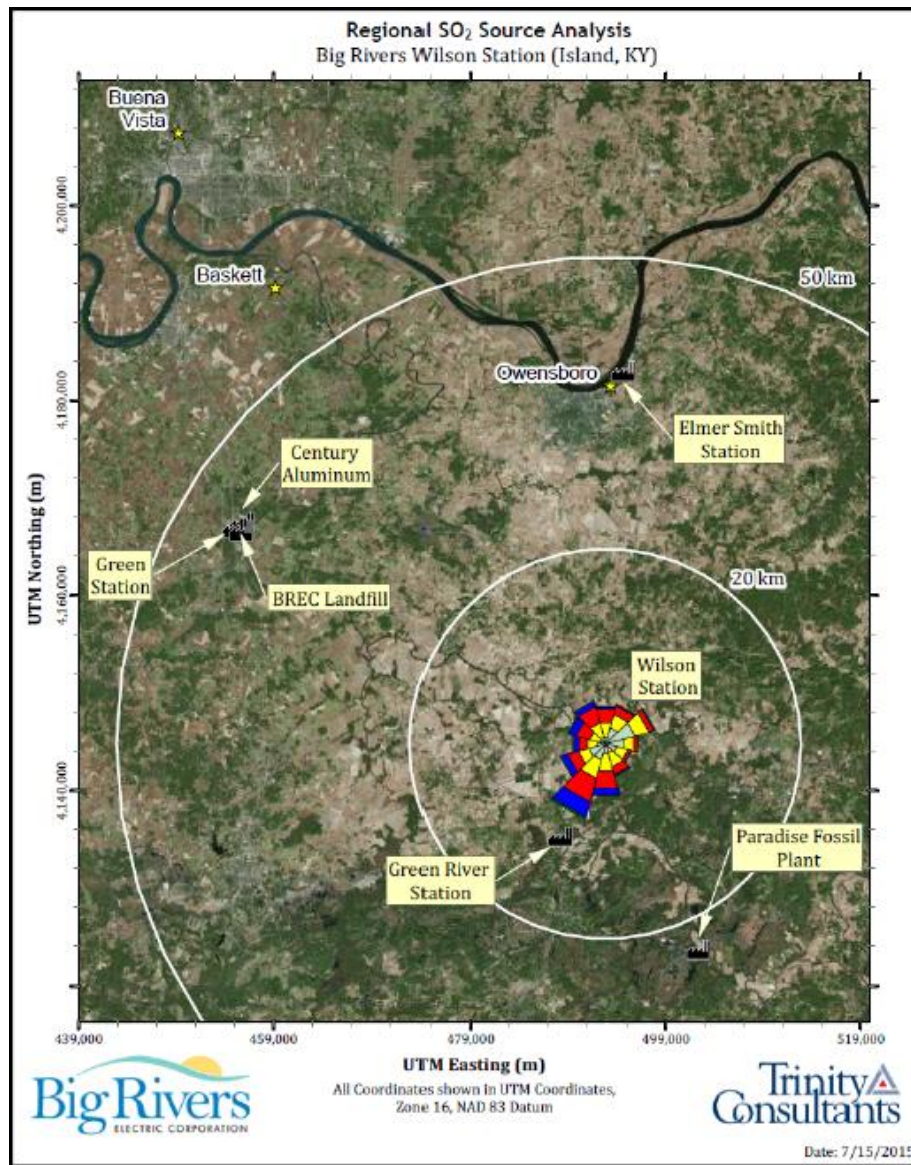 Regional SO₂ Source Analysis
Big Rivers Wilson Station (Island, KY)
Buena
Vista
4,200,000
Baskett
50 km
Owensboro
4,180,000
Elmer Smith
Station
Century
Aluminum
Green
Station
BREC Landfill
UTM Northing (m)
4,160,000
20 km
Wilson
Station
4,140,000
Green River
Station
Paradise Fossil
Plant
439,000
459,000
479,000
499,000
519,000
UTM Easting (m)
All Coordinates shown in UTM Coordinates,
Zone 16, NAD 83 Datum
Big Rivers
ELECTRIC CORPORATION
Trinity
Consultants
Date: 7/15/2015